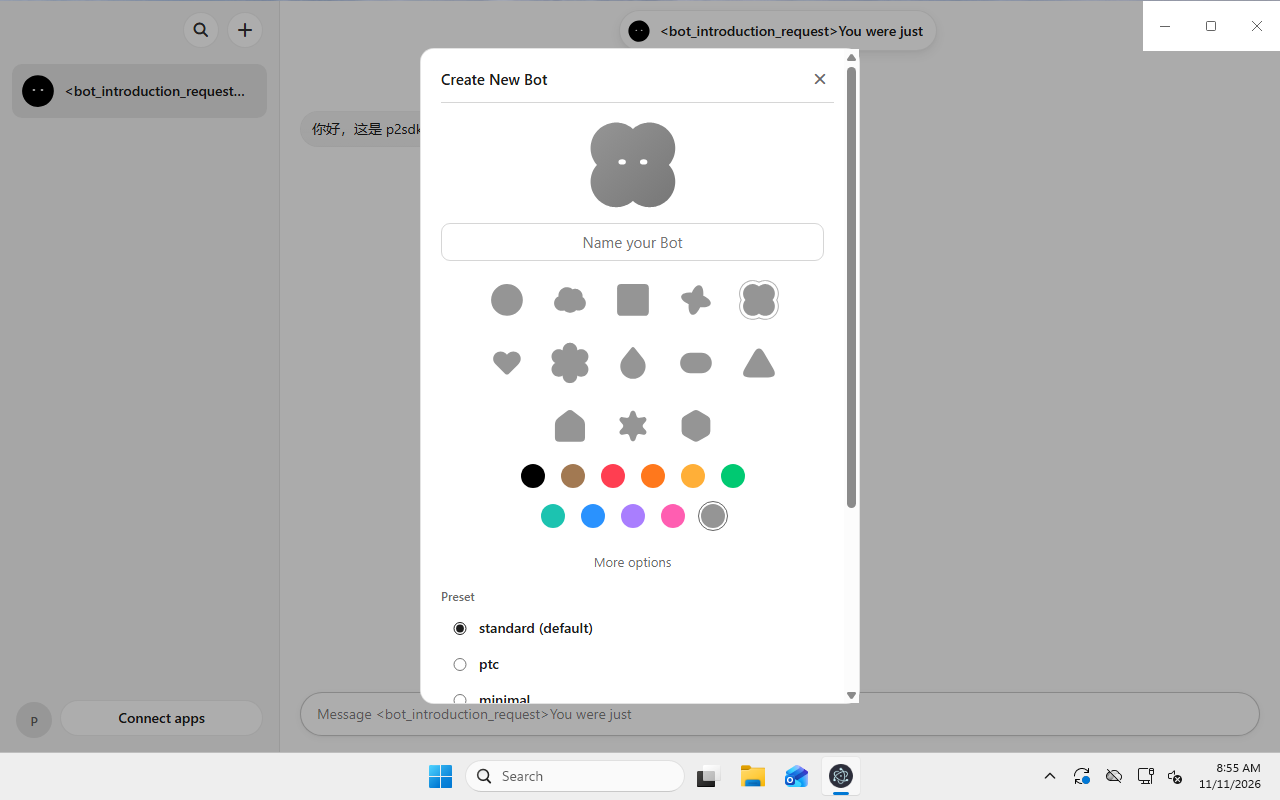 <bot_introduction_request>You were just
<bot_introduction_request...
Create New Bot
你好，这是 p2sdk
Name your Bot
More options
Preset
standard (default)
ptc
minimal
Message <bot_introduction_request>You were just
P
Connect apps
Search
8:55 AM
11/11/2026